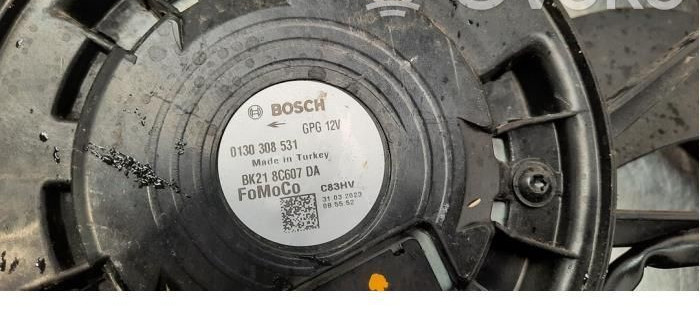 BOSCH
GPG 12V
0130 308 531
Made in Turkey
BK21 8C607 DA
FoMoCo C83HV
31.03.2023